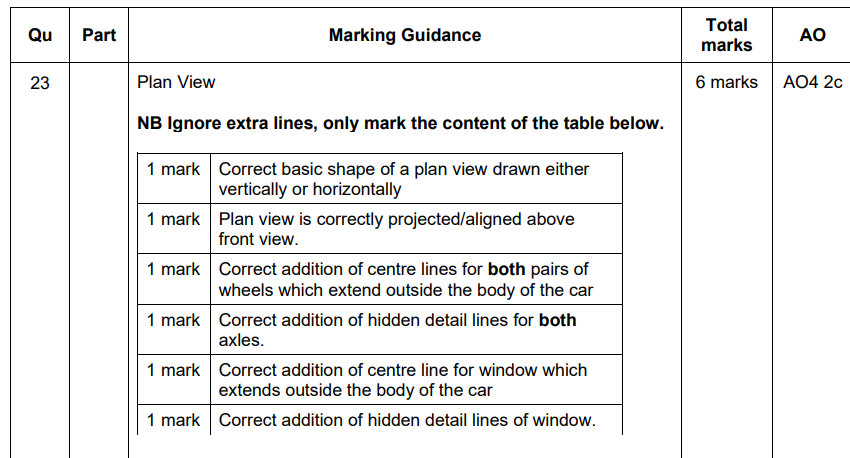 Qu Part Marking Guidance Total marks AO
23 Plan View 6 marks AO4 2c
NB Ignore extra lines, only mark the content of the table below.
1 mark Correct basic shape of a plan view drawn either
vertically or horizontally
1 mark Plan view is correctly projected/aligned above
front view.
1 mark Correct addition of centre lines for both pairs of
wheels which extend outside the body of the car
1 mark Correct addition of hidden detail lines for both
axles.
1 mark Correct addition of centre line for window which
extends outside the body of the car
1 mark Correct addition of hidden detail lines of window.